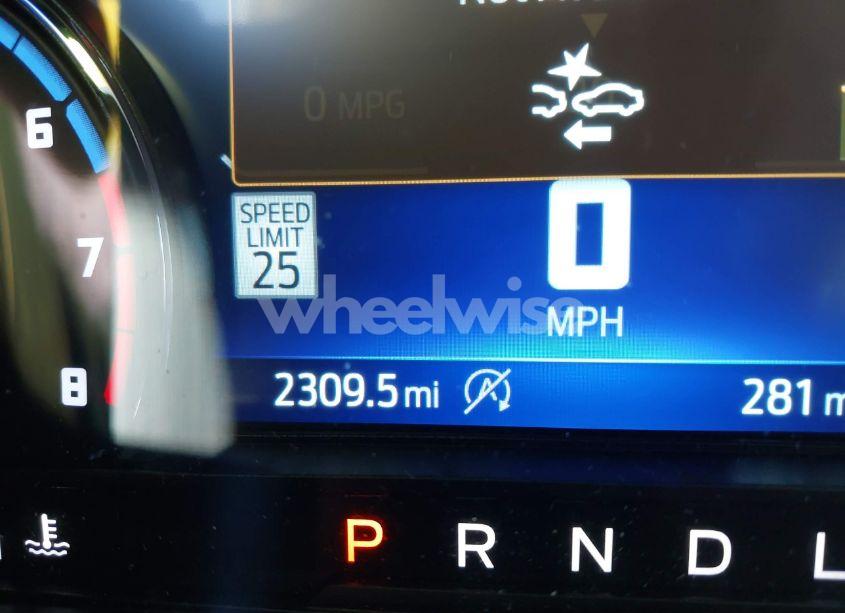 0 MPG
6
SPEED
LIMIT
25
0
7
wheelwise
MPH
8
2309.5 mi
281 m
P R N D L